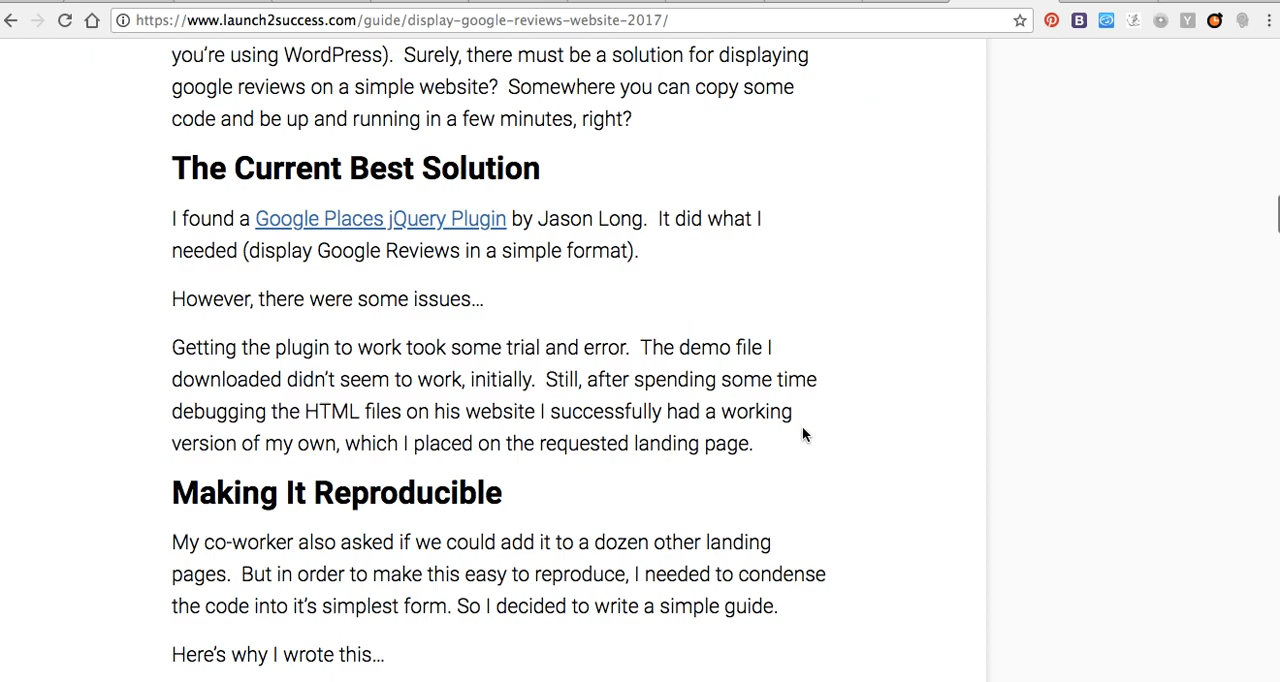 https://www.launch2success.com/guide/display-google-reviews-website-2017/
you’re using WordPress).  Surely, there must be a solution for displaying
google reviews on a simple website?  Somewhere you can copy some
code and be up and running in a few minutes, right?
The Current Best Solution
I found a Google Places jQuery Plugin by Jason Long.  It did what I
needed (display Google Reviews in a simple format).
However, there were some issues…
Getting the plugin to work took some trial and error.  The demo file I
downloaded didn’t seem to work, initially.  Still, after spending some time
debugging the HTML files on his website I successfully had a working
version of my own, which I placed on the requested landing page.
Making It Reproducible
My co-worker also asked if we could add it to a dozen other landing
pages.  But in order to make this easy to reproduce, I needed to condense
the code into it’s simplest form. So I decided to write a simple guide.
Here’s why I wrote this…